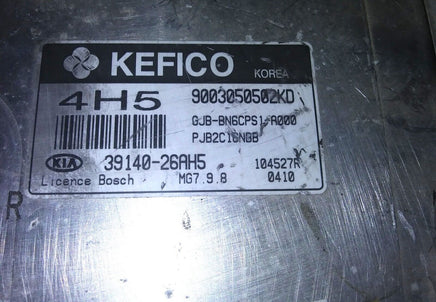 KEFICO KOREA
4H5 9003050502KD
GJB-BN6CPS1-A000
PJB2C16NGB
KIA 39140-26AH5 104527R
Licence Bosch MG7.9.8 0410
R